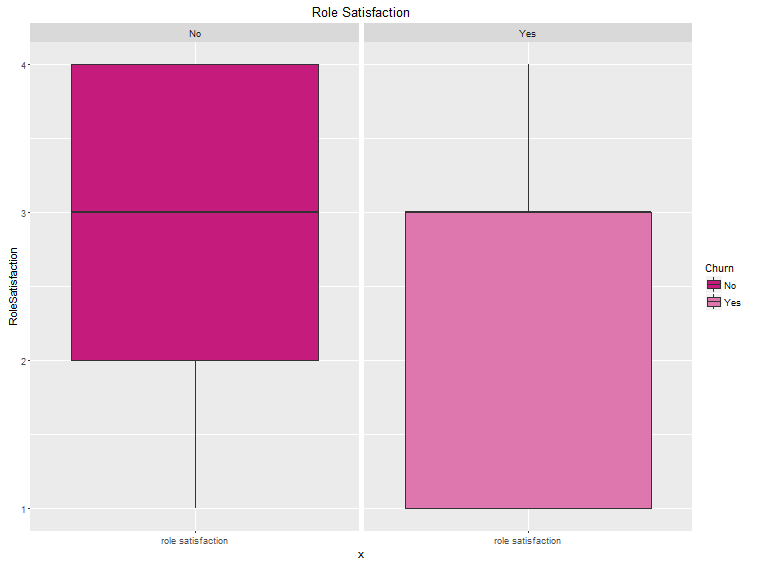 Role Satisfaction
No
Yes
RoleSatisfaction
4
3
2
1
role satisfaction
role satisfaction
x
Churn
No
Yes